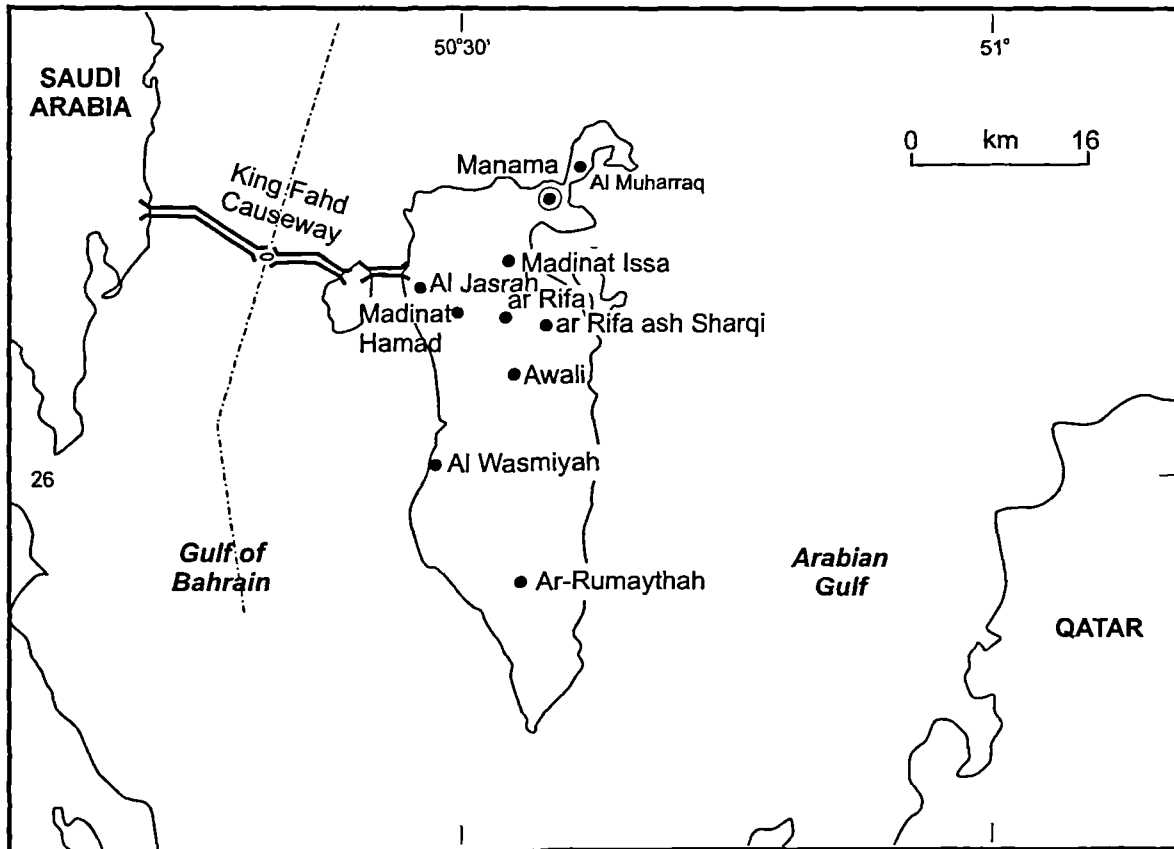 50°30'
51°
SAUDI
ARABIA
0 km 16
Manama
Al Muharraq
King Fahd
Causeway
Madinat Issa
Al Jasrah
ar Rifa
Madinat
Hamad
ar Rifa ash Sharqi
Awali
Al Wasmiyah
26
Gulf of
Bahrain
Arabian
Gulf
Ar-Rumaythah
QATAR